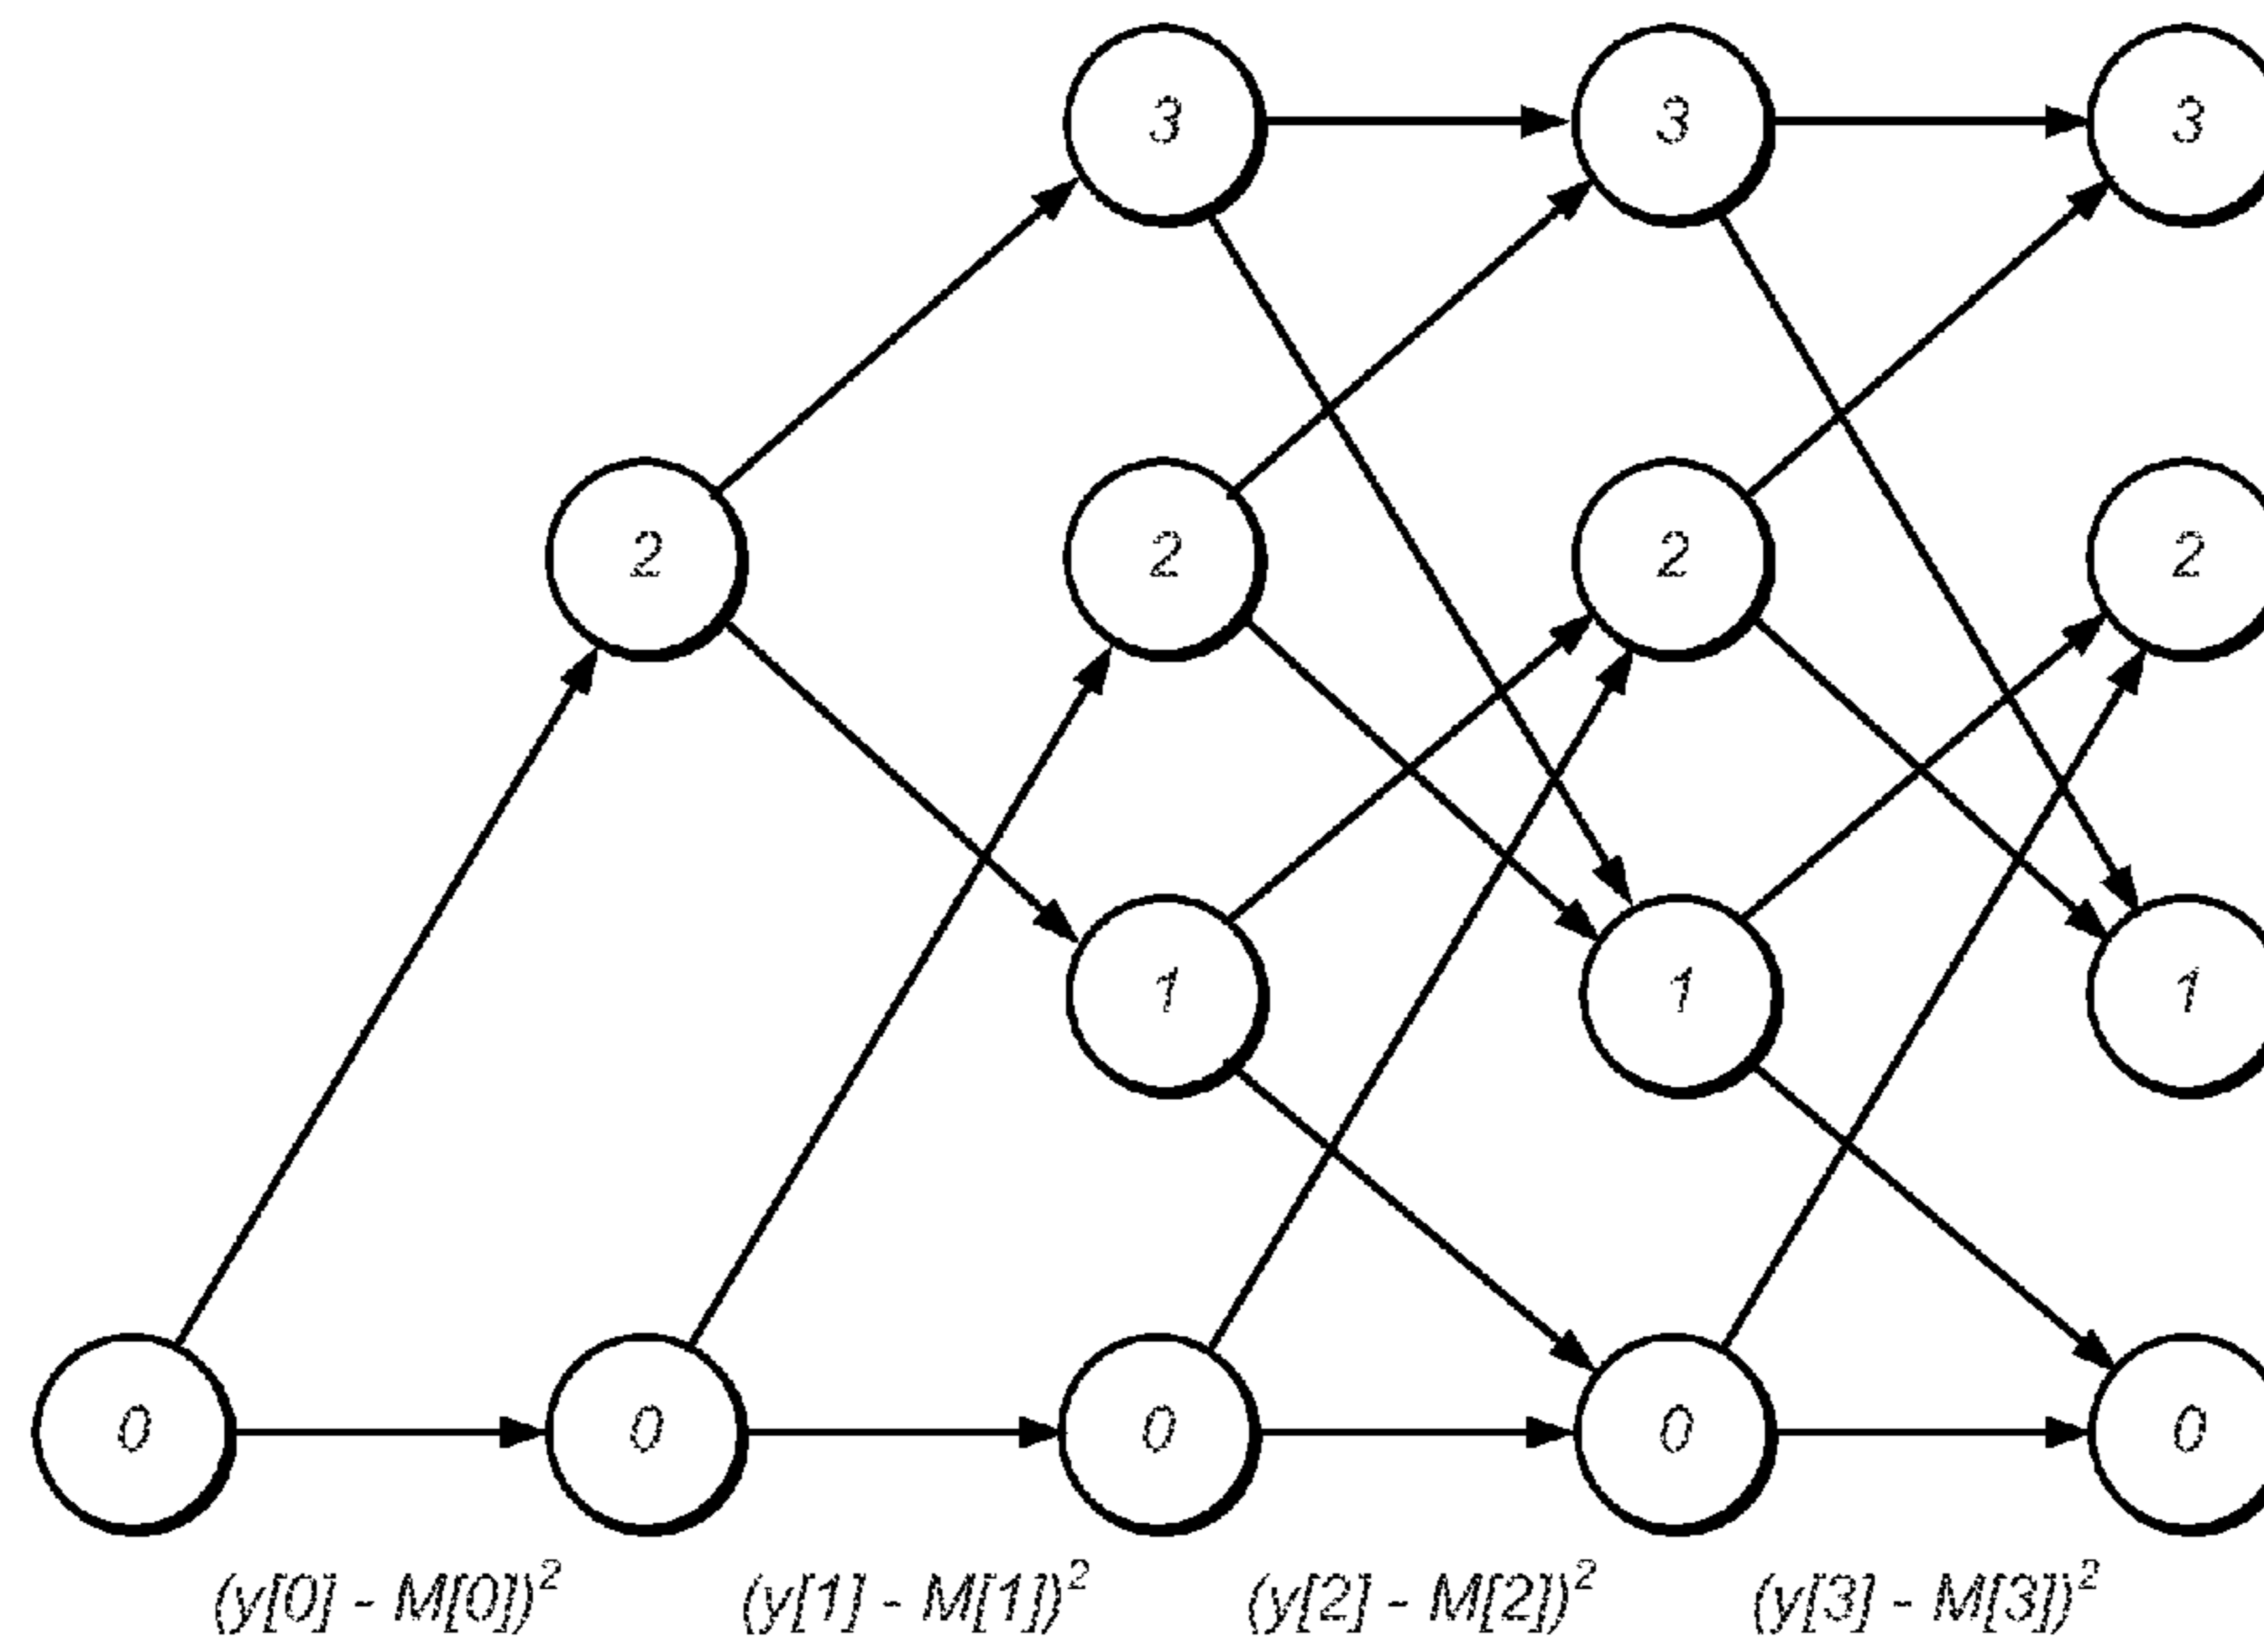 3 3 3
2 2 2 2
1 1 1
0 0 0 0 0
(y[0] - M[0])² (y[1] - M[1])² (y[2] - M[2])² (y[3] - M[3])²